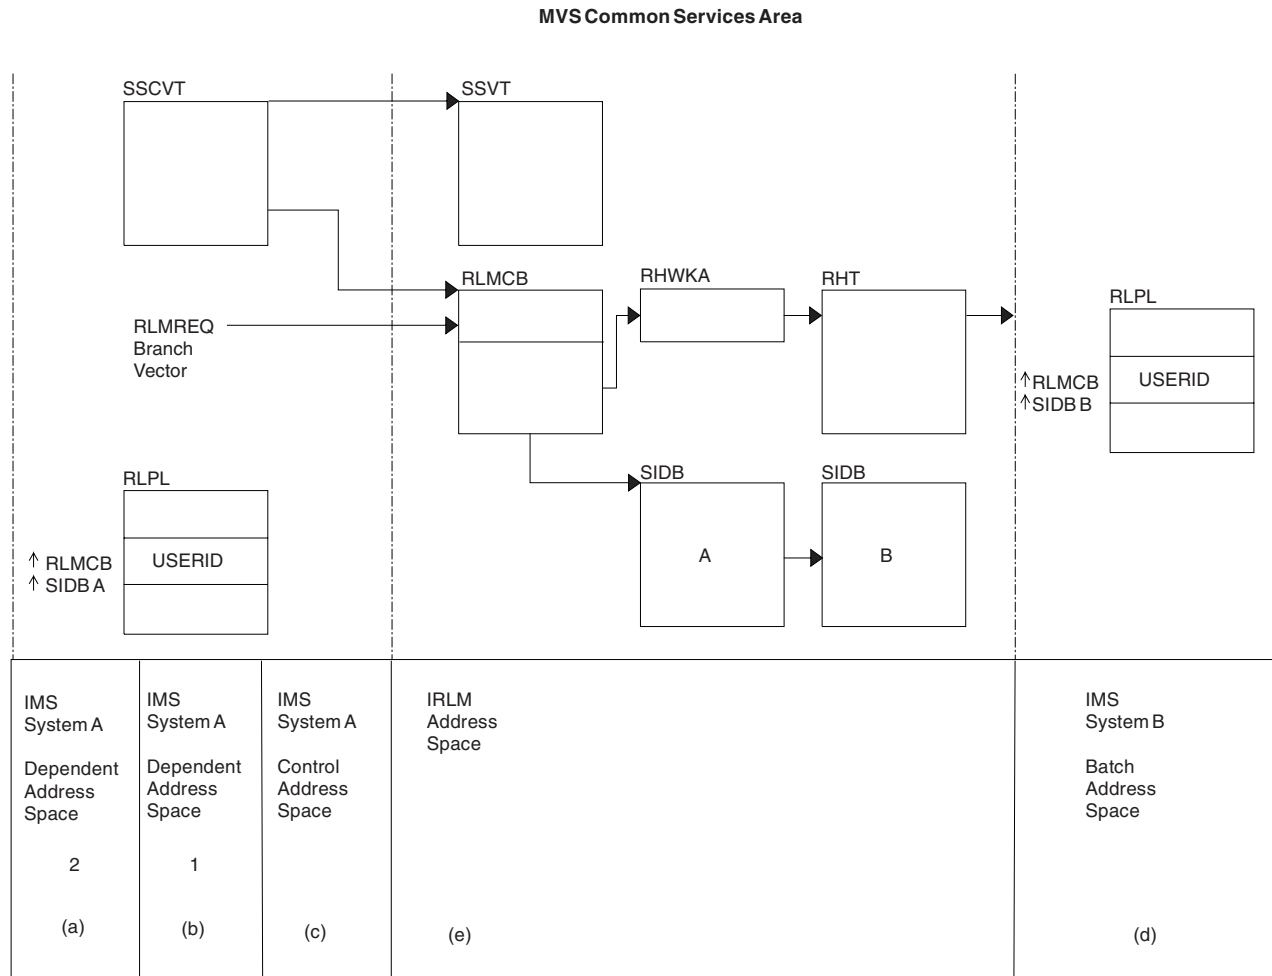 MVS Common Services Area
SSCVT
SSVT
RLMCB
RHWKA
RHT
RLPL
RLMREQ
Branch
Vector
↑ RLMCB
↑ SIDB B
USERID
RLPL
SIDB
SIDB
↑ RLMCB
↑ SIDB A
USERID
A
B
IMS
System A
Dependent
Address
Space
2
(a)
IMS
System A
Dependent
Address
Space
1
(b)
IMS
System A
Control
Address
Space
(c)
IRLM
Address
Space
(e)
IMS
System B
Batch
Address
Space
(d)